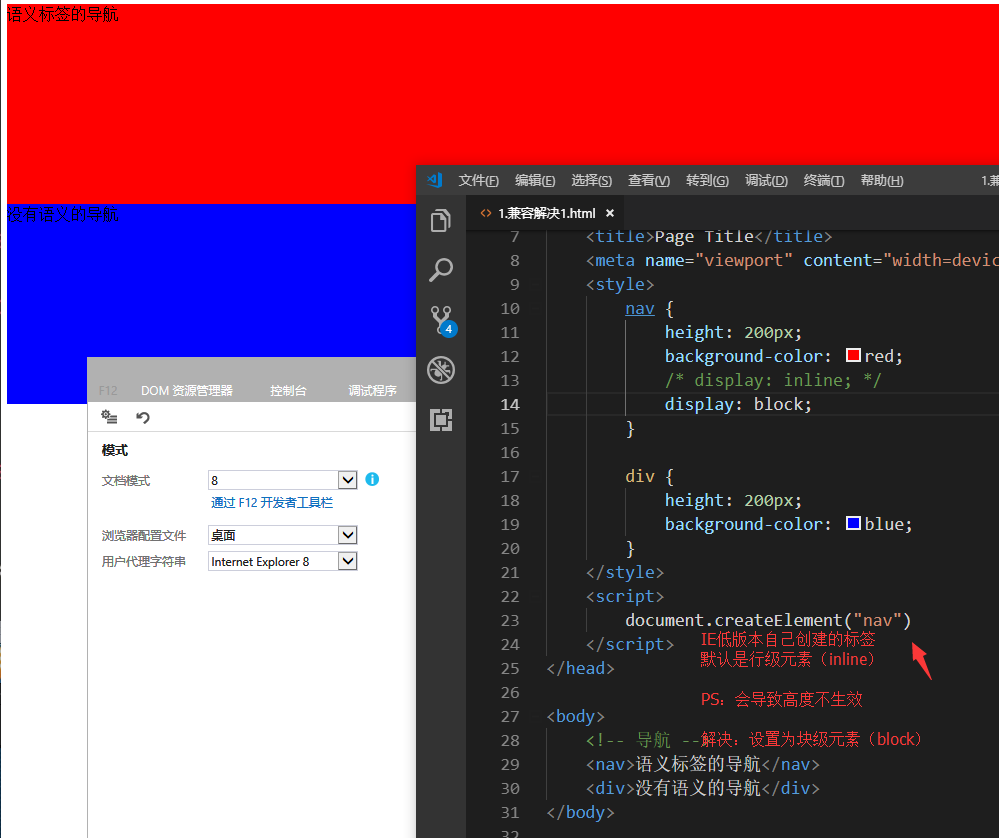 语义标签的导航
没有语义的导航
文件(F) 编辑(E) 选择(S) 查看(V) 转到(G) 调试(D) 终端(T) 帮助(H) 1.兼
<> 1.兼容解决1.html ×
4
7 <title>Page Title</title>
8 <meta name="viewport" content="width=devic
9 <style>
10 nav {
11 height: 200px;
12 background-color: red;
13 /* display: inline; */
14 display: block;
15 }
16
17 div {
18 height: 200px;
19 background-color: blue;
20 }
21 </style>
22 <script>
23 document.createElement("nav")
24 </script>
25 </head>
26
27 <body>
28 <!-- 导航 --
29 <nav>语义标签的导航</nav>
30 <div>没有语义的导航</div>
31 </body>
32
IE低版本自己创建的标签
默认是行级元素（inline）
PS：会导致高度不生效
解决：设置为块级元素（block）
F12 DOM 资源管理器 控制台 调试程序
模式
文档模式 8
通过 F12 开发者工具栏
浏览器配置文件 桌面
用户代理字符串 Internet Explorer 8